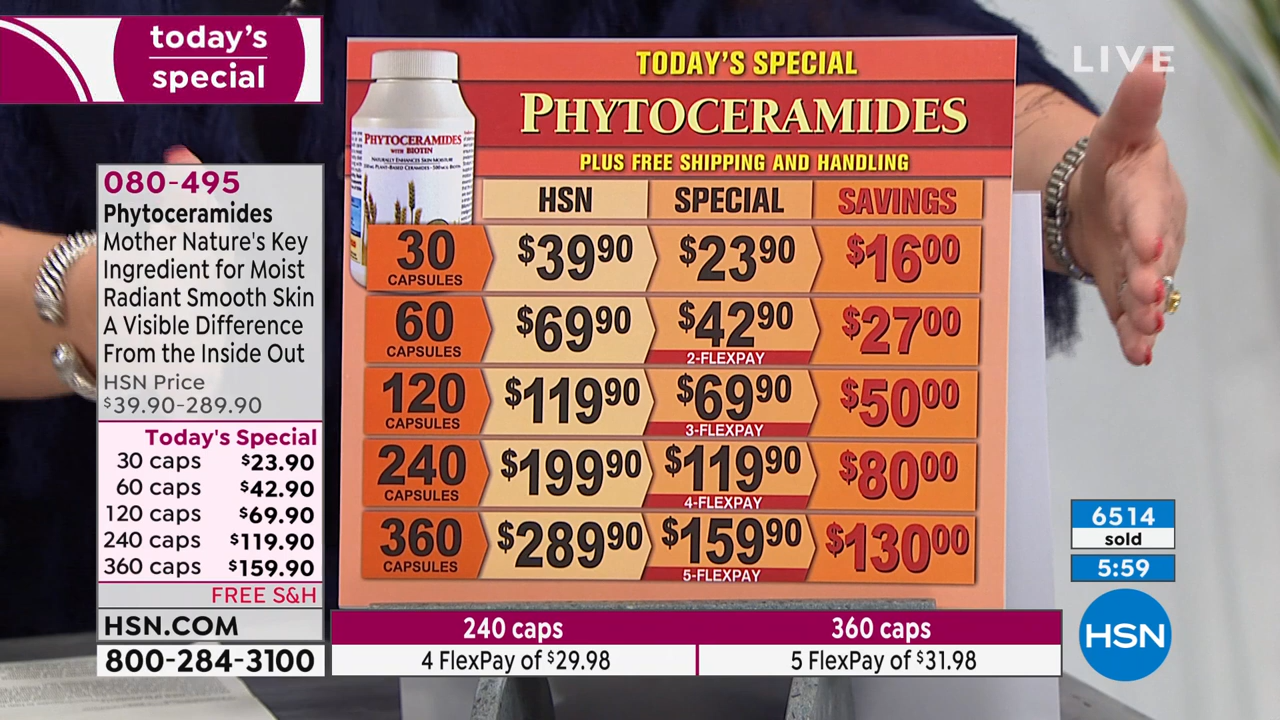 today's
special
LIVE
080-495
Phytoceramides
Mother Nature's Key
Ingredient for Moist
Radiant Smooth Skin
A Visible Difference
From the Inside Out
HSN Price
$39.90-289.90
Today's Special
30 caps $23.90
60 caps $42.90
120 caps $69.90
240 caps $119.90
360 caps $159.90
FREE S&H
HSN.COM
800-284-3100
TODAY'S SPECIAL
PHYTOCERAMIDES
PLUS FREE SHIPPING AND HANDLING
PHYTOCERAMIDES
WITH BIOTIN
NATURALLY ENHANCES SKIN MOISTURE
HSN SPECIAL SAVINGS
30 CAPSULES $39.90 $23.90 $16.00
60 CAPSULES $69.90 $42.90 $27.00
2-FLEXPAY
120 CAPSULES $119.90 $69.90 $50.00
3-FLEXPAY
240 CAPSULES $199.90 $119.90 $80.00
4-FLEXPAY
360 CAPSULES $289.90 $159.90 $130.00
5-FLEXPAY
240 caps 360 caps
4 FlexPay of $29.98 5 FlexPay of $31.98
6514
sold
5:59
HSN